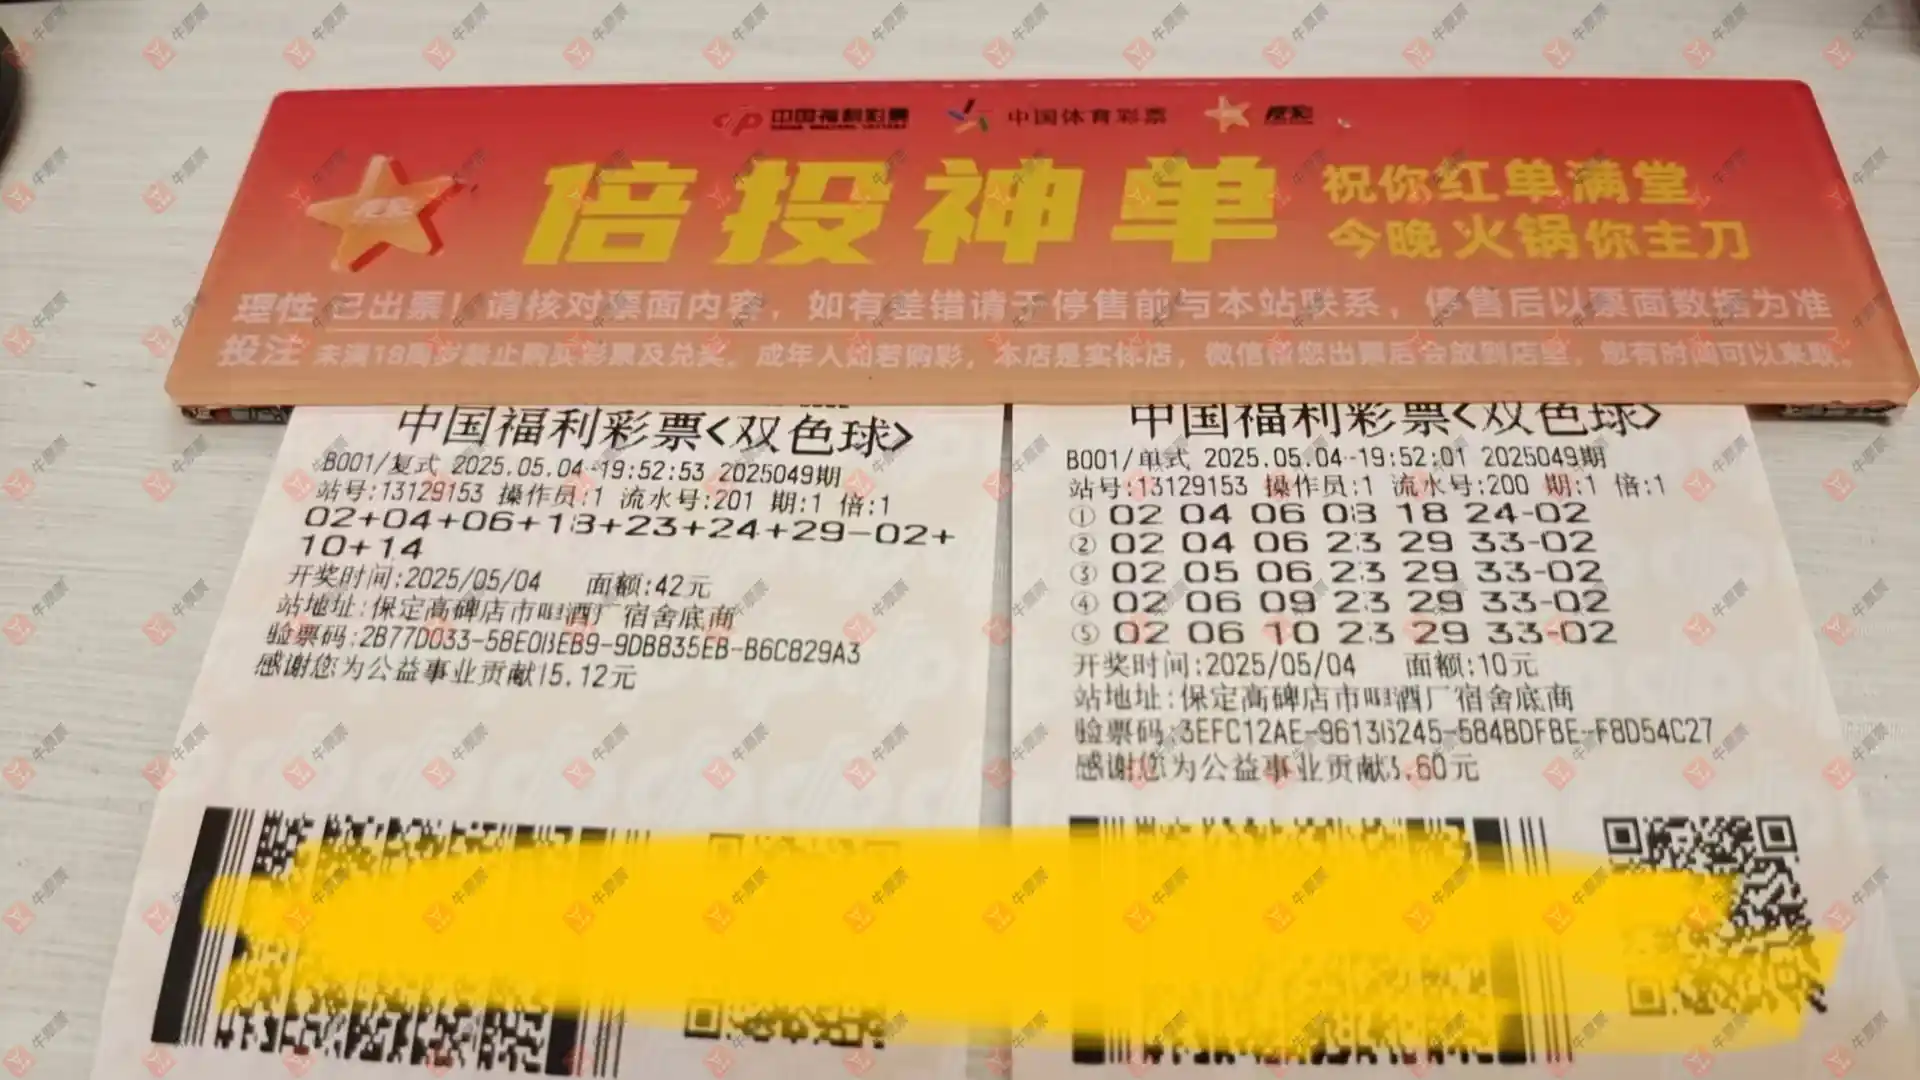 中国福利彩票 中国体育彩票
倍投神单
祝你红单满堂
今晚火锅你主刀
理性 已出票！请核对票面内容，如有差错请于停售前与本站联系，停售后以票面数据为准
投注 未满18周岁禁止购买彩票及兑奖。成年人如若购彩，本店是实体店，微信帮您出票后会放到店里，您有时间可以来取。
中国福利彩票<双色球>
B001/复式 2025.05.04-19:52:53 2025049期
站号:13129153 操作员:1 流水号:201 期:1 倍:1
02+04+06+18+23+24+29-02+
10+14
开奖时间:2025/05/04 面额:42元
站地址:保定高碑店市啤酒厂宿舍底商
验票码:2B77D033-58E0BEB9-9DB835EB-B6C829A3
感谢您为公益事业贡献15.12元
中国福利彩票<双色球>
B001/单式 2025.05.04-19:52:01 2025049期
站号:13129153 操作员:1 流水号:200 期:1 倍:1
① 02 04 06 08 18 24-02
② 02 04 06 23 29 33-02
③ 02 05 06 23 29 33-02
④ 02 06 09 23 29 33-02
⑤ 02 06 10 23 29 33-02
开奖时间:2025/05/04 面额:10元
站地址:保定高碑店市啤酒厂宿舍底商
验票码:3EFC12AE-96136245-584BDFBE-F8D54C27
感谢您为公益事业贡献3.60元